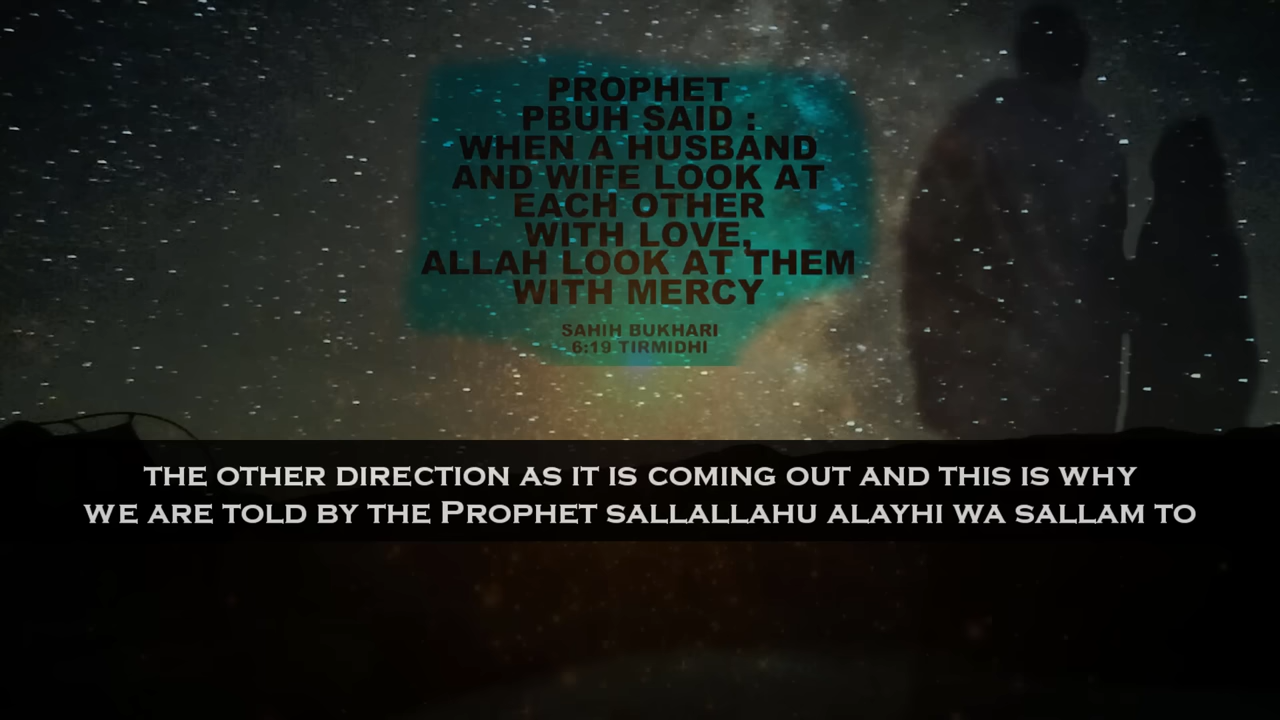 PROPHET
PBUH SAID :
WHEN A HUSBAND
AND WIFE LOOK AT
EACH OTHER
WITH LOVE,
ALLAH LOOK AT THEM
WITH MERCY
SAHIH BUKHARI
6:19 TIRMIDHI
THE OTHER DIRECTION AS IT IS COMING OUT AND THIS IS WHY
WE ARE TOLD BY THE PROPHET SALLALLAHU ALAYHI WA SALLAM TO